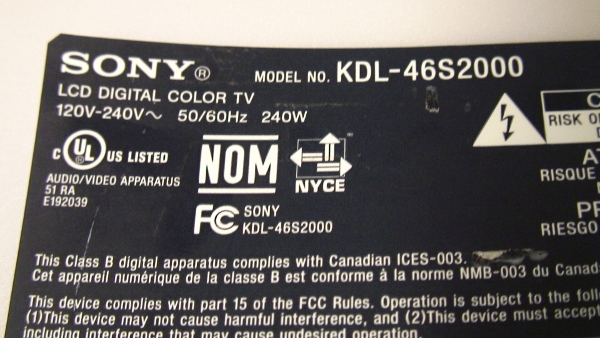 SONY® MODEL NO. KDL-46S2000
LCD DIGITAL COLOR TV
120V-240V~ 50/60Hz 240W
C UL US LISTED
AUDIO/VIDEO APPARATUS
51 RA
E192039
NOM
NYCE
FC SONY
KDL-46S2000
RISK O
RISQUE
RIESGO
This Class B digital apparatus complies with Canadian ICES-003.
Cet appareil numérique de la classe B est conforme à la norme NMB-003 du Canad
This device complies with part 15 of the FCC Rules. Operation is subject to the foll
(1)This device may not cause harmful interference, and (2)This device must accept
including interference that may cause undesired operation.